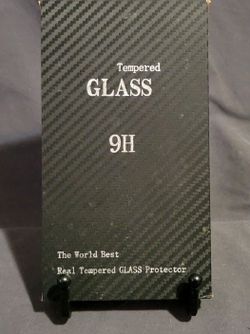 Tempered
GLASS
9H
The World Best
Real Tempered GLASS Protector